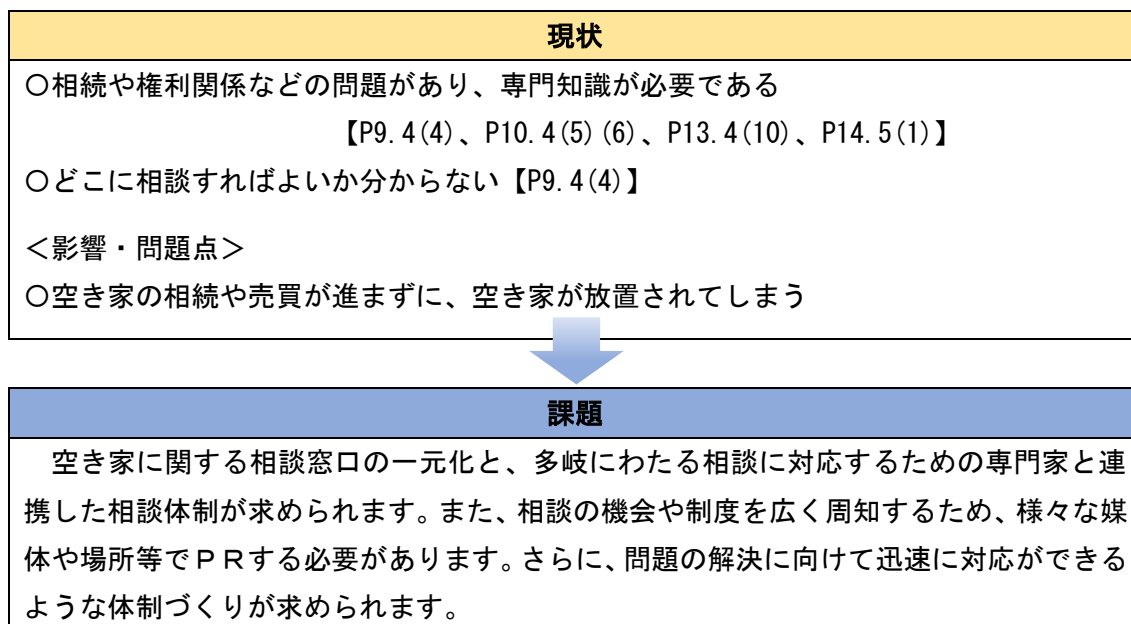 現状
〇相続や権利関係などの問題があり、専門知識が必要である
【P9.4(4)、P10.4(5)(6)、P13.4(10)、P14.5(1)】
〇どこに相談すればよいか分からない【P9.4(4)】
＜影響・問題点＞
〇空き家の相続や売買が進まずに、空き家が放置されてしまう
課題
空き家に関する相談窓口の一元化と、多岐にわたる相談に対応するための専門家と連
携した相談体制が求められます。また、相談の機会や制度を広く周知するため、様々な媒
体や場所等でＰＲする必要があります。さらに、問題の解決に向けて迅速に対応ができる
ような体制づくりが求められます。